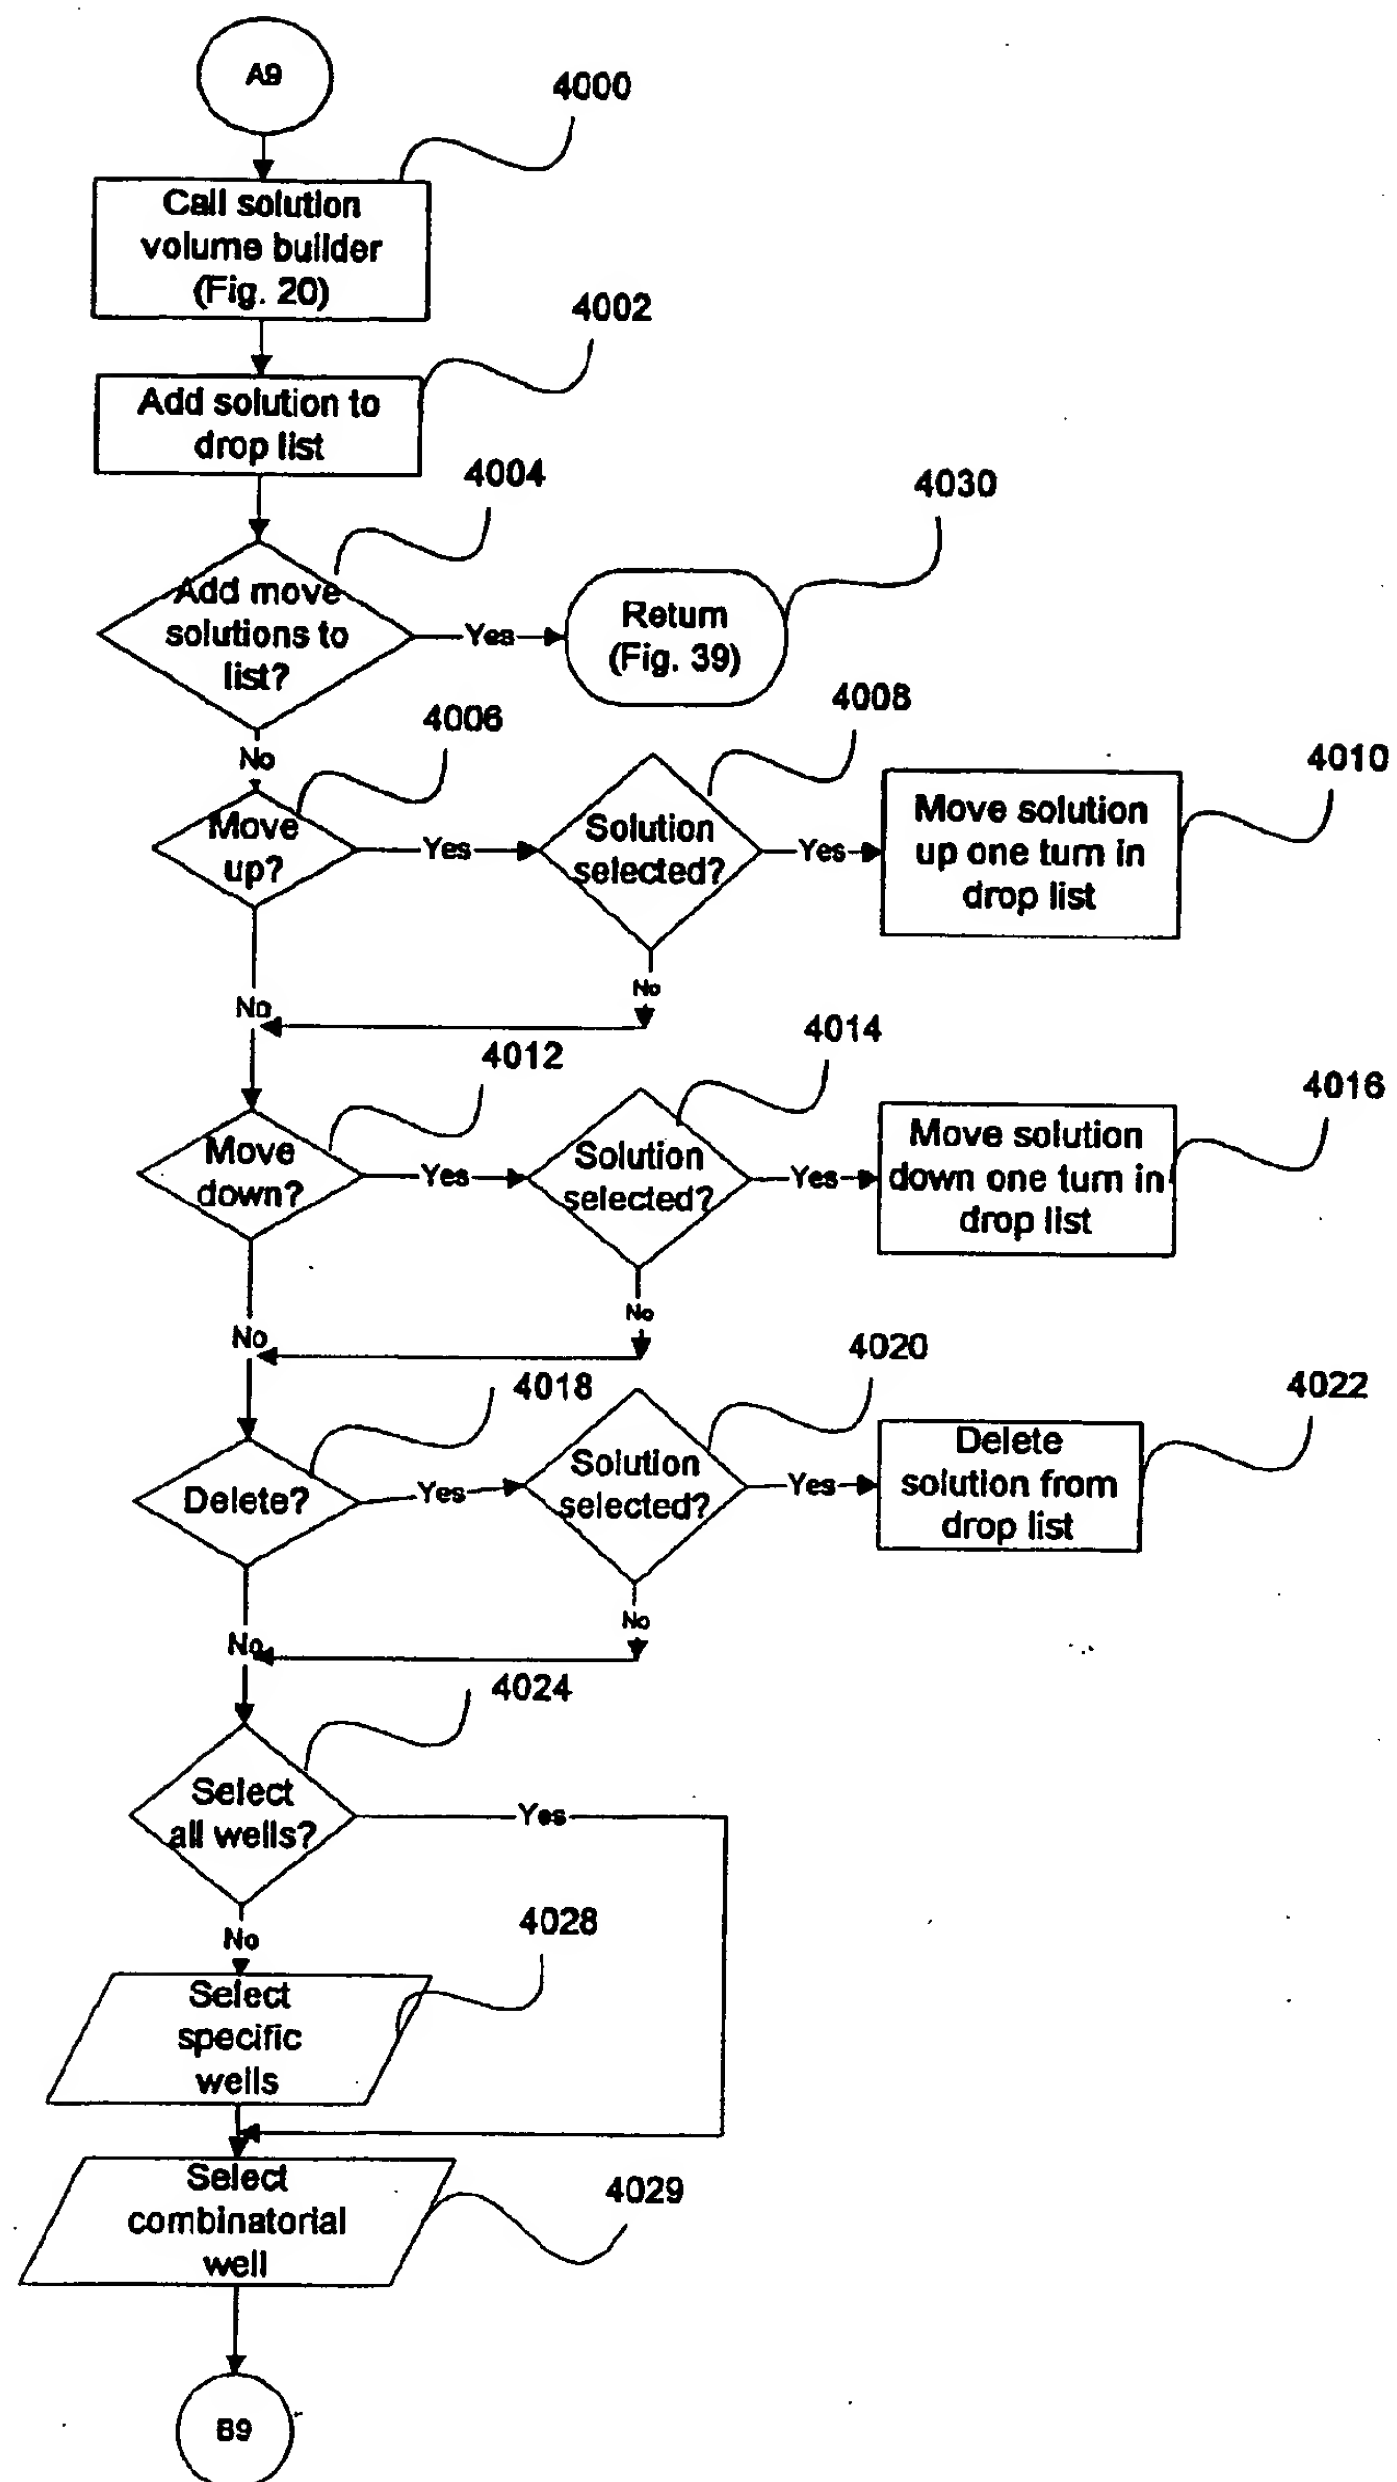 A9
4000
Call solution
volume builder
(Fig. 20)
4002
Add solution to
drop list
4004
4030
Add move
solutions to
list?
Yes
Return
(Fig. 39)
No
4006
4008
4010
Move
up?
Yes
Solution
selected?
Yes
Move solution
up one turn in
drop list
No
No
4012
4014
4016
Move
down?
Yes
Solution
selected?
Yes
Move solution
down one turn in
drop list
No
No
4018
4020
4022
Delete?
Yes
Solution
selected?
Yes
Delete
solution from
drop list
No
No
4024
Select
all wells?
Yes
No
4028
Select
specific
wells
4029
Select
combinatorial
well
B9